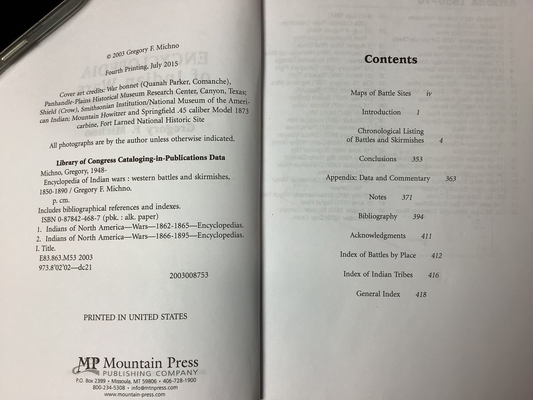 © 2003 Gregory F. Michno
Fourth Printing, July 2015
Cover art credits: War bonnet (Quanah Parker, Comanche),
Panhandle-Plains Historical Museum Research Center, Canyon, Texas;
Shield (Crow), Smithsonian Institution/National Museum of the Ameri-
can Indian; Mountain Howitzer and Springfield .45 caliber Model 1873
carbine, Fort Larned National Historic Site
All photographs are by the author unless otherwise indicated.
Library of Congress Cataloging-in-Publications Data
Michno, Gregory, 1948-
Encyclopedia of Indian wars : western battles and skirmishes,
1850-1890 / Gregory F. Michno.
p. cm.
Includes bibliographical references and indexes.
ISBN 0-87842-468-7 (pbk. : alk. paper)
1. Indians of North America—Wars—1862-1865—Encyclopedias.
2. Indians of North America—Wars—1866-1895—Encyclopedias.
I. Title.
E83.863.M53 2003
973.8'02'02—dc21
2003008753
PRINTED IN UNITED STATES
MP Mountain Press
PUBLISHING COMPANY
P.O. Box 2399 • Missoula, MT 59806 • 406-728-1900
800-234-5308 • info@mtnpress.com
www.mountain-press.com
Contents
Maps of Battle Sites iv
Introduction 1
Chronological Listing
of Battles and Skirmishes 4
Conclusions 353
Appendix: Data and Commentary 363
Notes 371
Bibliography 394
Acknowledgments 411
Index of Battles by Place 412
Index of Indian Tribes 416
General Index 418